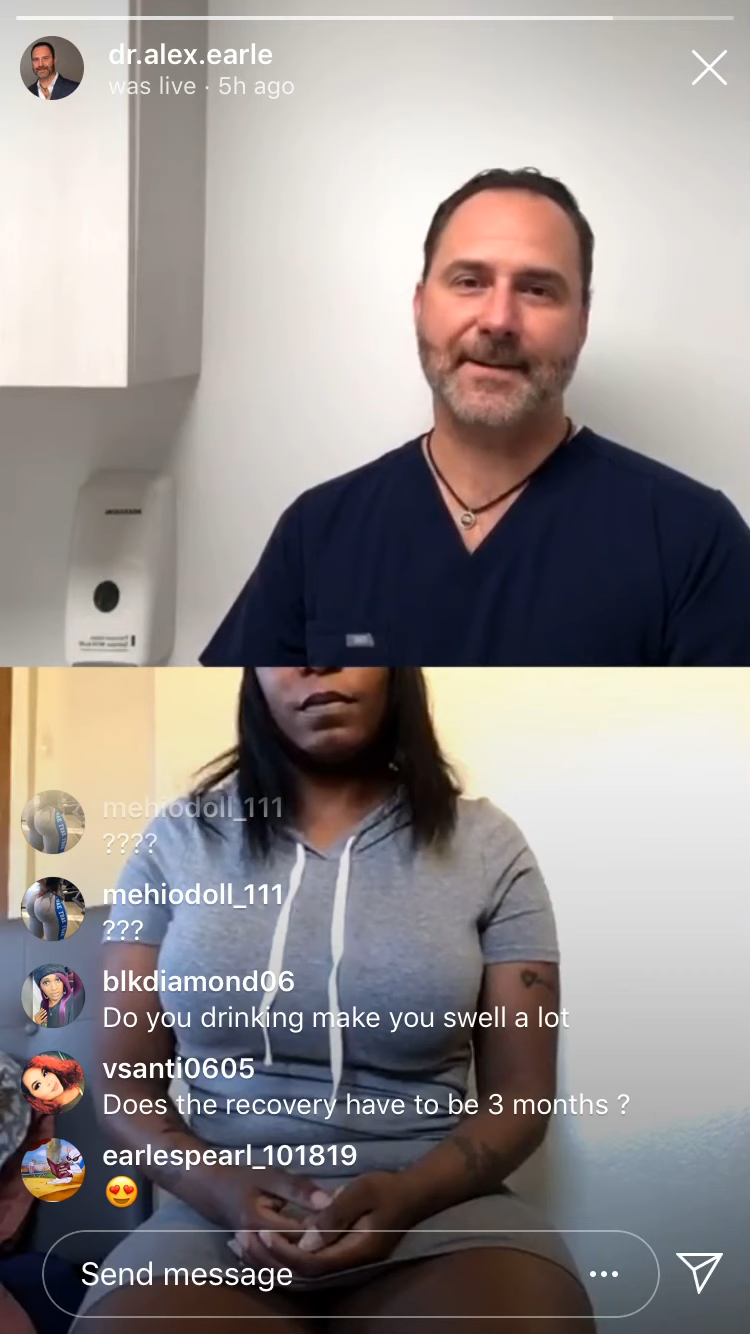 dr.alex.earle
was live · 5h ago
mehiodoll_111
????
mehiodoll_111
???
blkdiamond06
Do you drinking make you swell a lot
vsanti0605
Does the recovery have to be 3 months ?
earlespearl_101819
😍
Send message